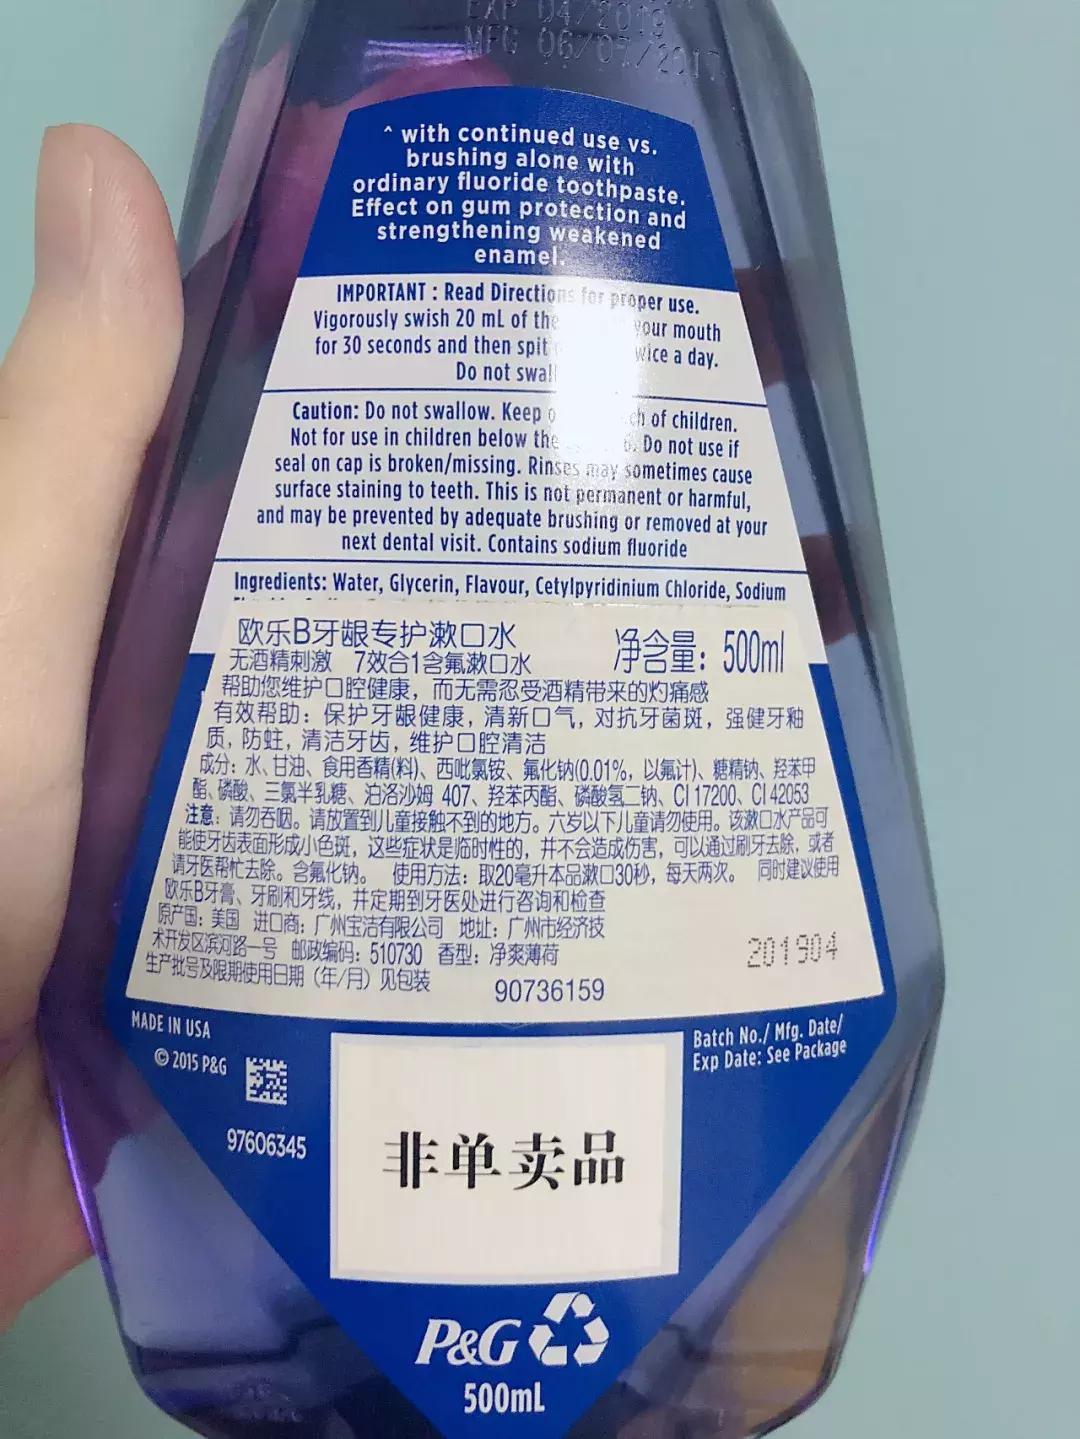 EXP 04/2019
MFG 06/07/2017
^ with continued use vs.
brushing alone with
ordinary fluoride toothpaste.
Effect on gum protection and
strengthening weakened
enamel.
IMPORTANT : Read Directions for proper use.
Vigorously swish 20 mL of the your mouth
for 30 seconds and then spit twice a day.
Do not swallow
Caution: Do not swallow. Keep of children.
Not for use in children below the 6. Do not use if
seal on cap is broken/missing. Rinses may sometimes cause
surface staining to teeth. This is not permanent or harmful,
and may be prevented by adequate brushing or removed at your
next dental visit. Contains sodium fluoride
Ingredients: Water, Glycerin, Flavour, Cetylpyridinium Chloride, Sodium
欧乐B牙龈专护漱口水 净含量：500ml
无酒精刺激 7效合1含氟漱口水
帮助您维护口腔健康，而无需忍受酒精带来的灼痛感
有效帮助：保护牙龈健康，清新口气，对抗牙菌斑，强健牙釉
质，防蛀，清洁牙齿，维护口腔清洁
成分：水、甘油、食用香精(料)、西吡氯铵、氟化钠(0.01%，以氟计)、糖精钠、羟苯甲
酯、磷酸、三氯半乳糖、泊洛沙姆 407、羟苯丙酯、磷酸氢二钠、CI 17200、CI 42053
注意：请勿吞咽。请放置到儿童接触不到的地方。六岁以下儿童请勿使用。该漱口水产品可
能使牙齿表面形成小色斑，这些症状是临时性的，并不会造成伤害，可以通过刷牙去除，或者
请牙医帮忙去除。含氟化钠。 使用方法：取20毫升本品漱口30秒，每天两次。 同时建议使用
欧乐B牙膏、牙刷和牙线，并定期到牙医处进行咨询和检查
原产国：美国 进口商：广州宝洁有限公司 地址：广州市经济技
术开发区滨河路一号 邮政编码：510730 香型：净爽薄荷
生产批号及限期使用日期（年/月）见包装
201904
90736159
MADE IN USA
© 2015 P&G
97606345
Batch No./ Mfg. Date/
Exp Date: See Package
非单卖品
P&G
500mL